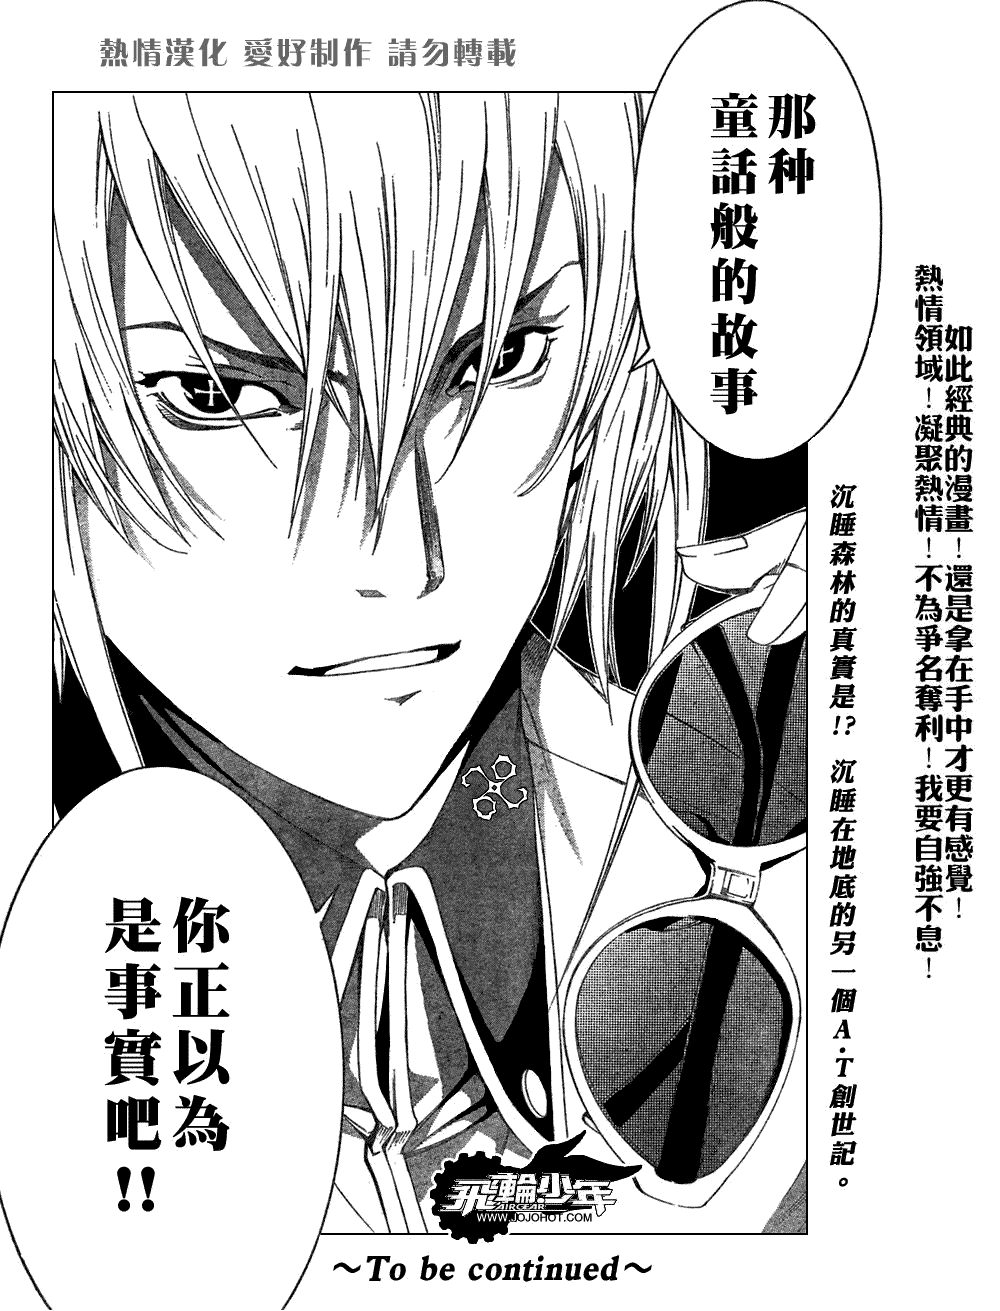 熱情漢化 愛好制作 請勿轉載
那种
童話般的故事
如此經典的漫畫！還是拿在手中才更有感覺！
熱情領域！凝聚熱情！不為爭名奪利！我要自強不息！
沉睡森林的真實是!? 沉睡在地底的另一個A・T創世記。
你正以為
是事實吧!!
飛輪少年
AIRGEAR
WWW.JOJOHOT.COM
～To be continued～